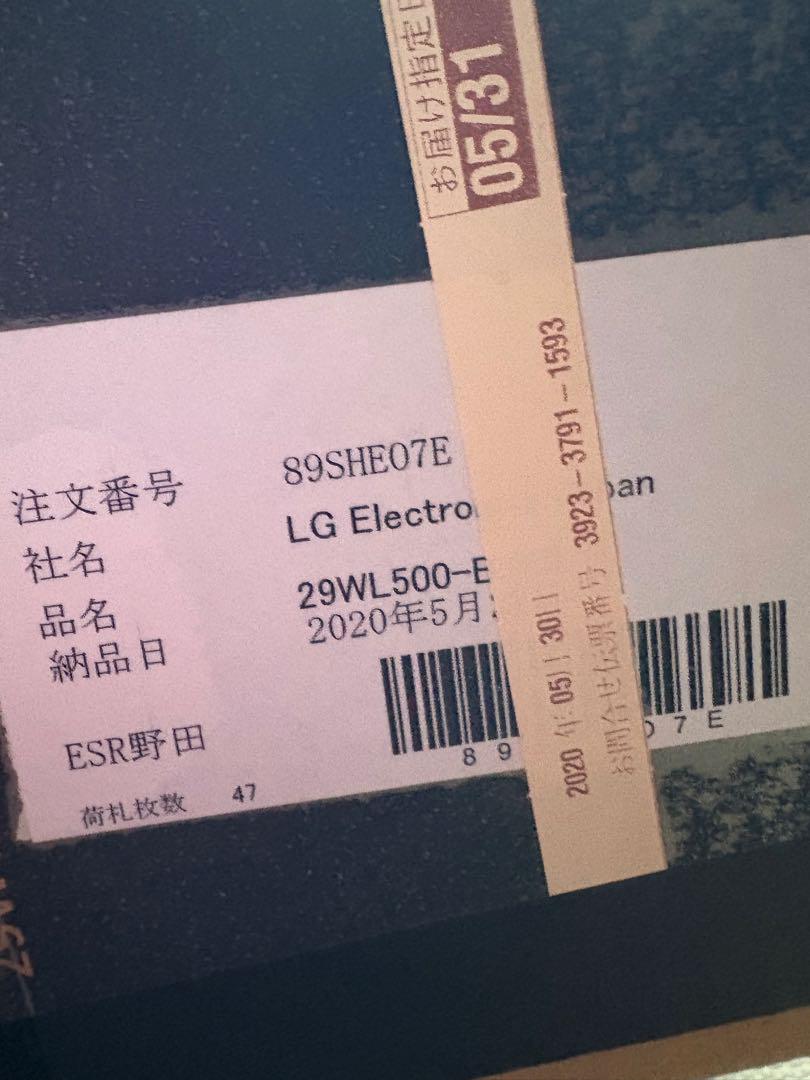 お届け指定日
05/31
注文番号 89SHE07E
社名 LG Electro pan
品名 29WL500-B
納品日 2020年5月
89 07E
ESR野田
荷札枚数 47
2020年 05月 30日
お問合せ伝票番号 3923-3791-1593